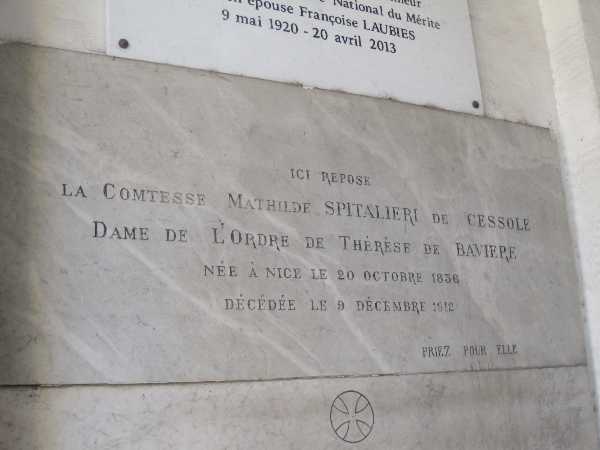 National du Mérite
épouse Françoise LAUBIES
9 mai 1920 - 20 avril 2013
ICI REPOSE
LA COMTESSE MATHILDE SPITALIERI DE CESSOLE
DAME DE L'ORDRE DE THÉRÈSE DE BAVIERE
NÉE À NICE LE 20 OCTOBRE 1836
DÉCÉDÉE LE 9 DÉCEMBRE 1912
PRIEZ POUR ELLE